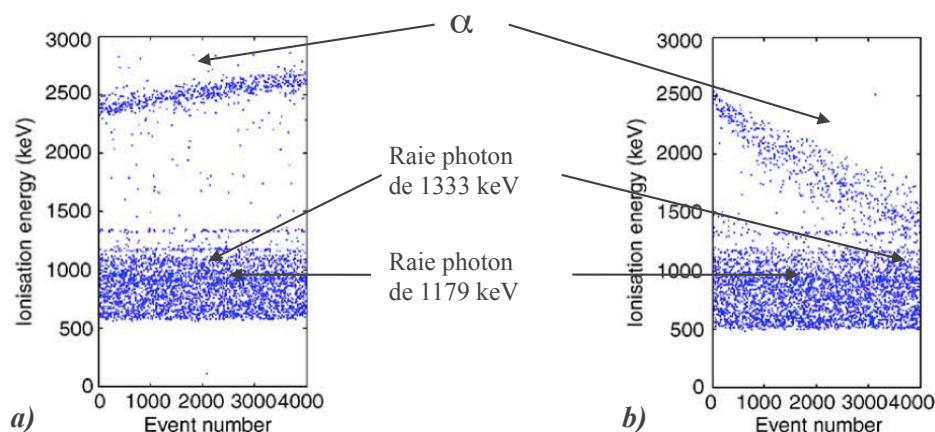 α
3000
2500
2000
1500
1000
500
0
Ionisation energy (keV)
0 1000 2000 3000 4000
Event number
a)
Raie photon
de 1333 keV
Raie photon
de 1179 keV
3000
2500
2000
1500
1000
500
0
Ionisation energy (keV)
0 1000 2000 3000 4000
Event number
b)